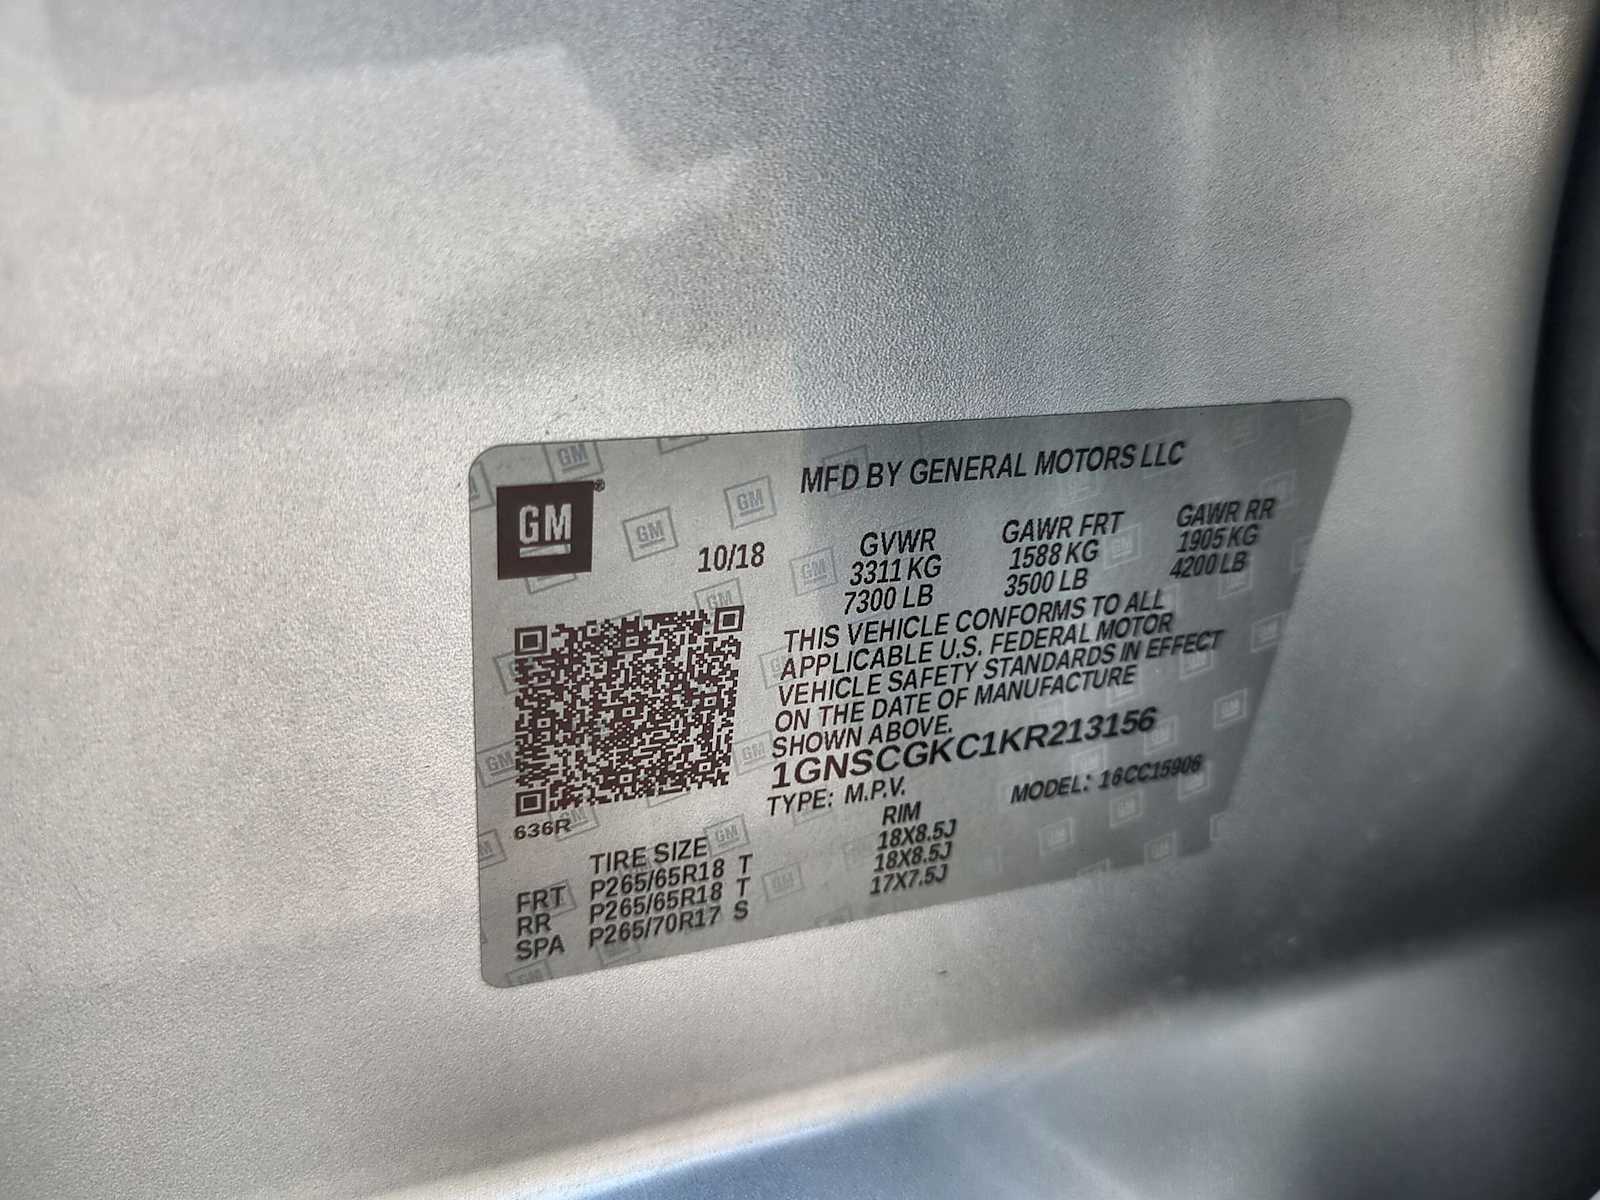 GM®
MFD BY GENERAL MOTORS LLC
10/18
GVWR GAWR FRT GAWR RR
3311 KG 1588 KG 1905 KG
7300 LB 3500 LB 4200 LB
THIS VEHICLE CONFORMS TO ALL
APPLICABLE U.S. FEDERAL MOTOR
VEHICLE SAFETY STANDARDS IN EFFECT
ON THE DATE OF MANUFACTURE
SHOWN ABOVE.
1GNSCGKC1KR213156
TYPE: M.P.V. MODEL: 16CC15906
636R
TIRE SIZE RIM
FRT P265/65R18 T 18X8.5J
RR P265/65R18 T 18X8.5J
SPA P265/70R17 S 17X7.5J